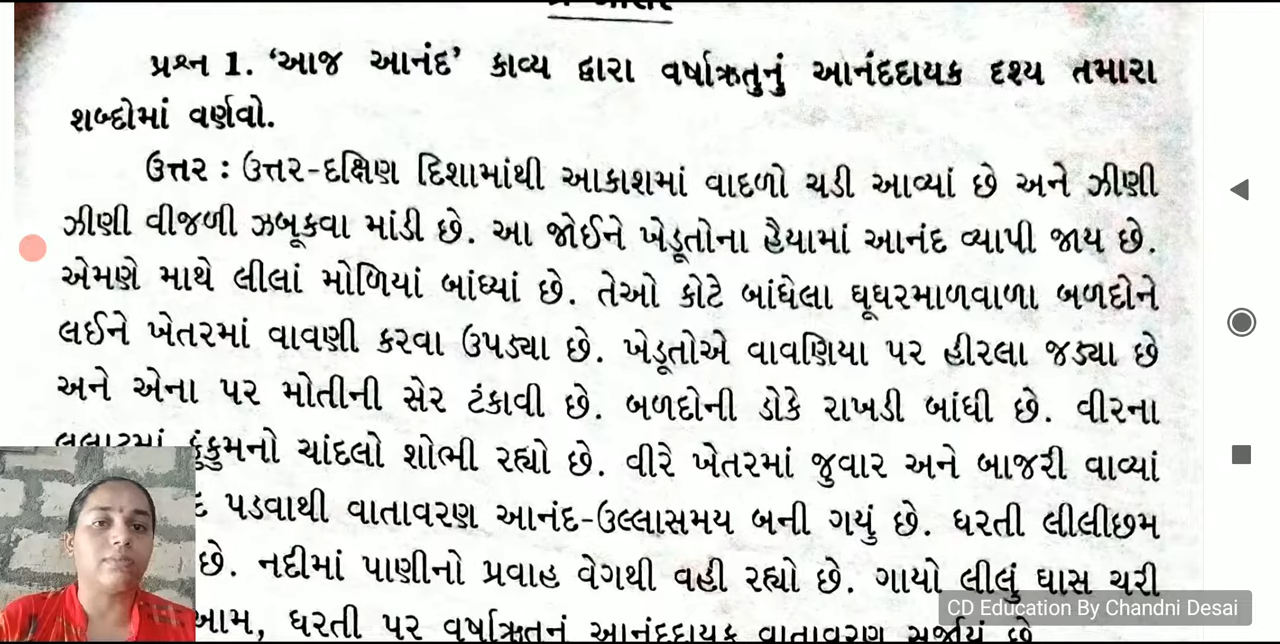 પ્રશ્ન 1. ‘આજ આનંદ’ કાવ્ય દ્વારા વર્ષાઋતુનું આનંદદાયક દૃશ્ય તમારા
શબ્દોમાં વર્ણવો.
ઉત્તર : ઉત્તર-દક્ષિણ દિશામાંથી આકાશમાં વાદળો ચડી આવ્યાં છે અને ઝીણી
ઝીણી વીજળી ઝબૂકવા માંડી છે. આ જોઈને ખેડૂતોના હૈયામાં આનંદ વ્યાપી જાય છે.
એમણે માથે લીલાં મોળિયાં બાંધ્યાં છે. તેઓ કોટે બાંધેલા ઘૂઘરમાળવાળા બળદોને
લઈને ખેતરમાં વાવણી કરવા ઉપડ્યા છે. ખેડૂતોએ વાવણિયા પર હીરલા જડ્યા છે
અને એના પર મોતીની સેર ટંકાવી છે. બળદોની ડોકે રાખડી બાંધી છે. વીરના
લલાટમાં કુંકુમનો ચાંદલો શોભી રહ્યો છે. વીરે ખેતરમાં જુવાર અને બાજરી વાવ્યાં
પડવાથી વાતાવરણ આનંદ-ઉલ્લાસમય બની ગયું છે. ધરતી લીલીછમ
છે. નદીમાં પાણીનો પ્રવાહ વેગથી વહી રહ્યો છે. ગાયો લીલું ઘાસ ચરી
આમ, ધરતી પર વર્ષાઋતુનું આનંદદાયક વાતાવરણ સર્જાયું છે
CD Education By Chandni Desai